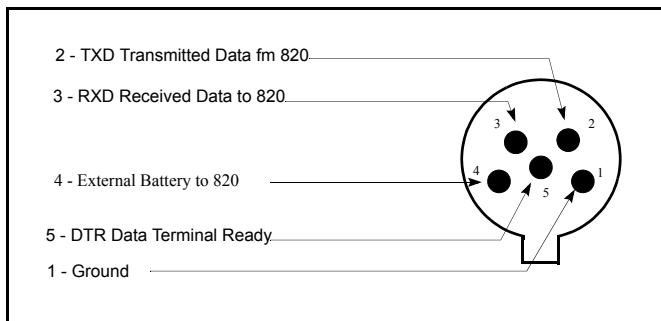 2 - TXD Transmitted Data fm 820
3 - RXD Received Data to 820
3
2
4 - External Battery to 820
4
1
5
5 - DTR Data Terminal Ready
1 - Ground